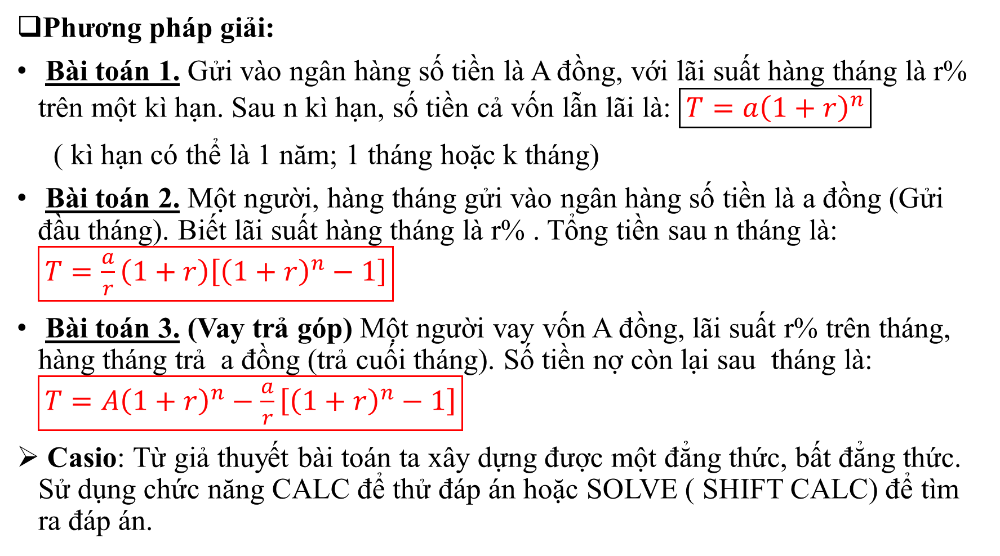 ❑Phương pháp giải:
• Bài toán 1. Gửi vào ngân hàng số tiền là A đồng, với lãi suất hàng tháng là r%
trên một kì hạn. Sau n kì hạn, số tiền cả vốn lẫn lãi là: T = a(1 + r)ⁿ
( kì hạn có thể là 1 năm; 1 tháng hoặc k tháng)
• Bài toán 2. Một người, hàng tháng gửi vào ngân hàng số tiền là a đồng (Gửi
đầu tháng). Biết lãi suất hàng tháng là r% . Tổng tiền sau n tháng là:
T = a/r (1 + r)[(1 + r)ⁿ − 1]
• Bài toán 3. (Vay trả góp) Một người vay vốn A đồng, lãi suất r% trên tháng,
hàng tháng trả a đồng (trả cuối tháng). Số tiền nợ còn lại sau tháng là:
T = A(1 + r)ⁿ − a/r [(1 + r)ⁿ − 1]
➢ Casio: Từ giả thuyết bài toán ta xây dựng được một đẳng thức, bất đẳng thức.
Sử dụng chức năng CALC để thử đáp án hoặc SOLVE ( SHIFT CALC) để tìm
ra đáp án.